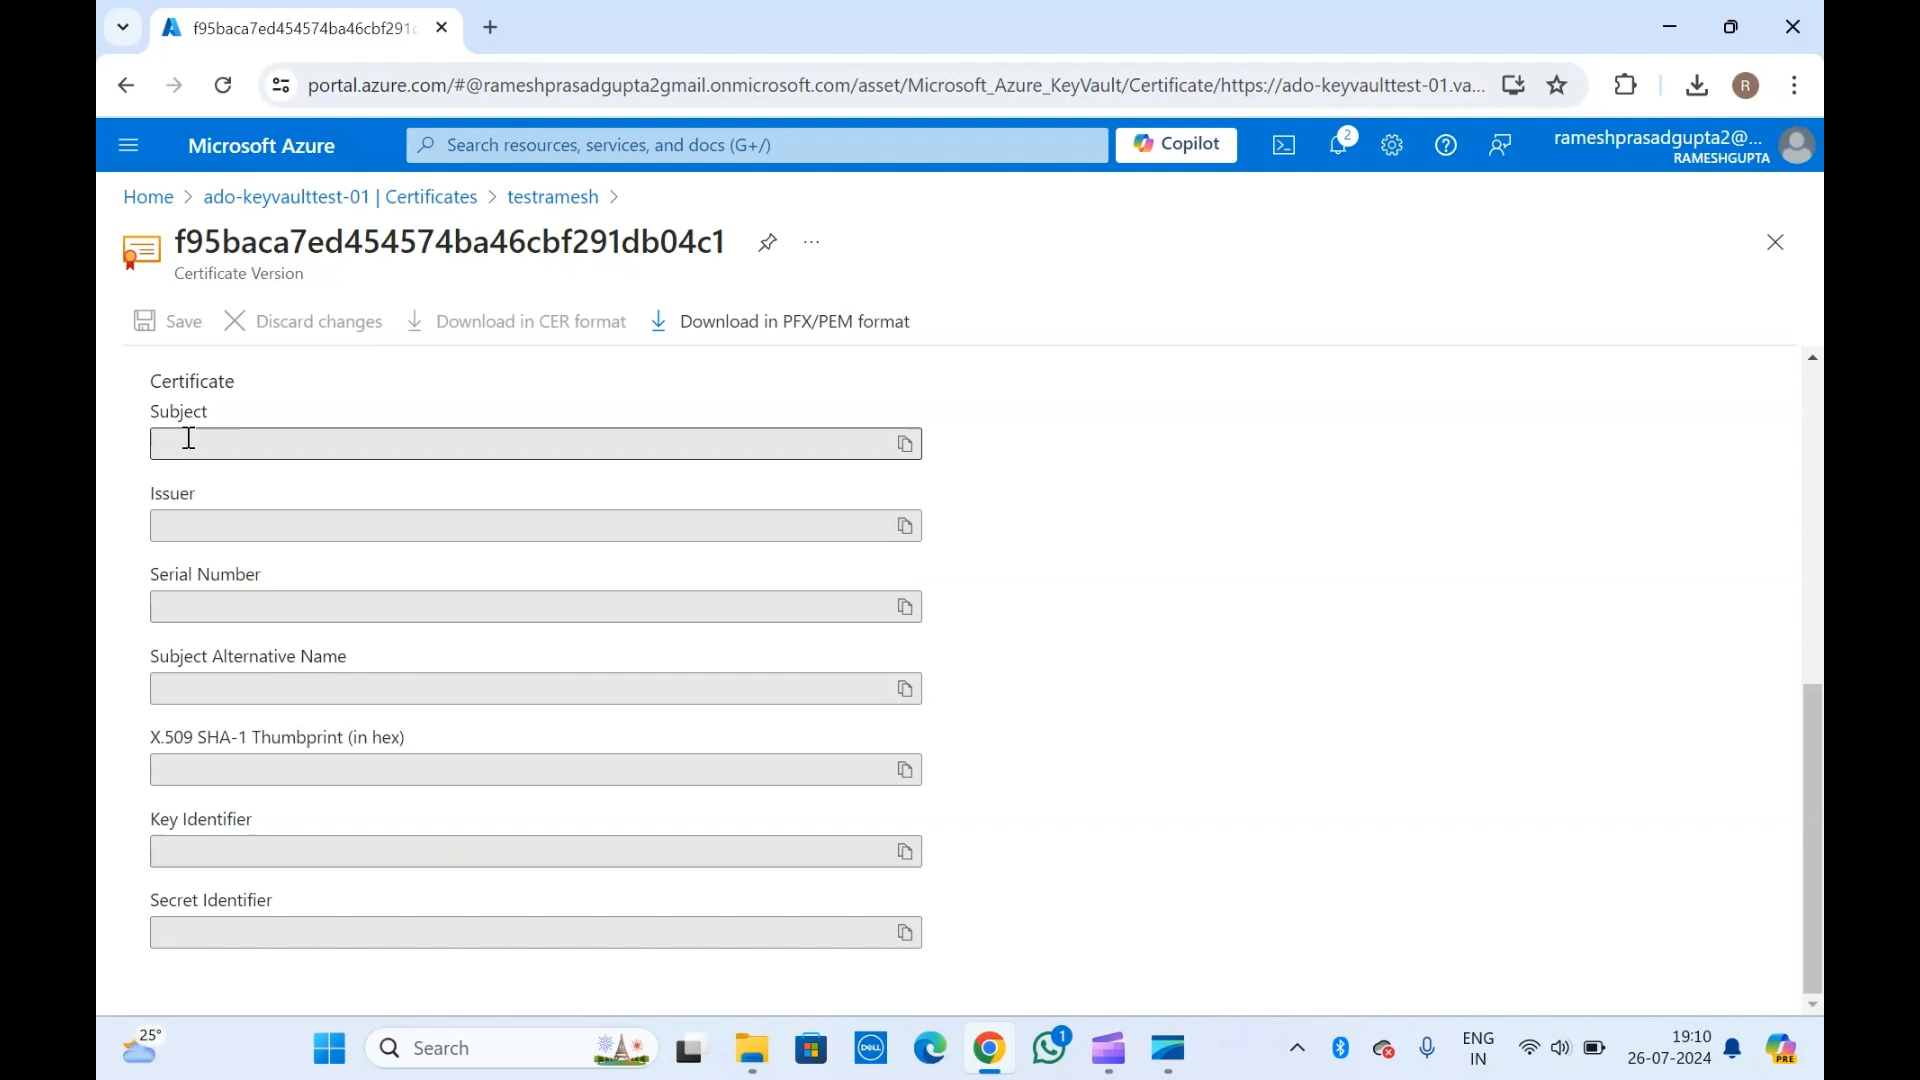 f95baca7ed454574ba46cbf291c
portal.azure.com/#@rameshprasadgupta2gmail.onmicrosoft.com/asset/Microsoft_Azure_KeyVault/Certificate/https://ado-keyvaulttest-01.va...
R
Microsoft Azure
Search resources, services, and docs (G+/)
Copilot
2
rameshprasadgupta2@...
RAMESHGUPTA
Home > ado-keyvaulttest-01 | Certificates > testramesh >
f95baca7ed454574ba46cbf291db04c1
...
Certificate Version
Save
Discard changes
Download in CER format
Download in PFX/PEM format
Certificate
Subject
Issuer
Serial Number
Subject Alternative Name
X.509 SHA-1 Thumbprint (in hex)
Key Identifier
Secret Identifier
25°
Search
DELL
1
ENG
IN
19:10
26-07-2024
PRE